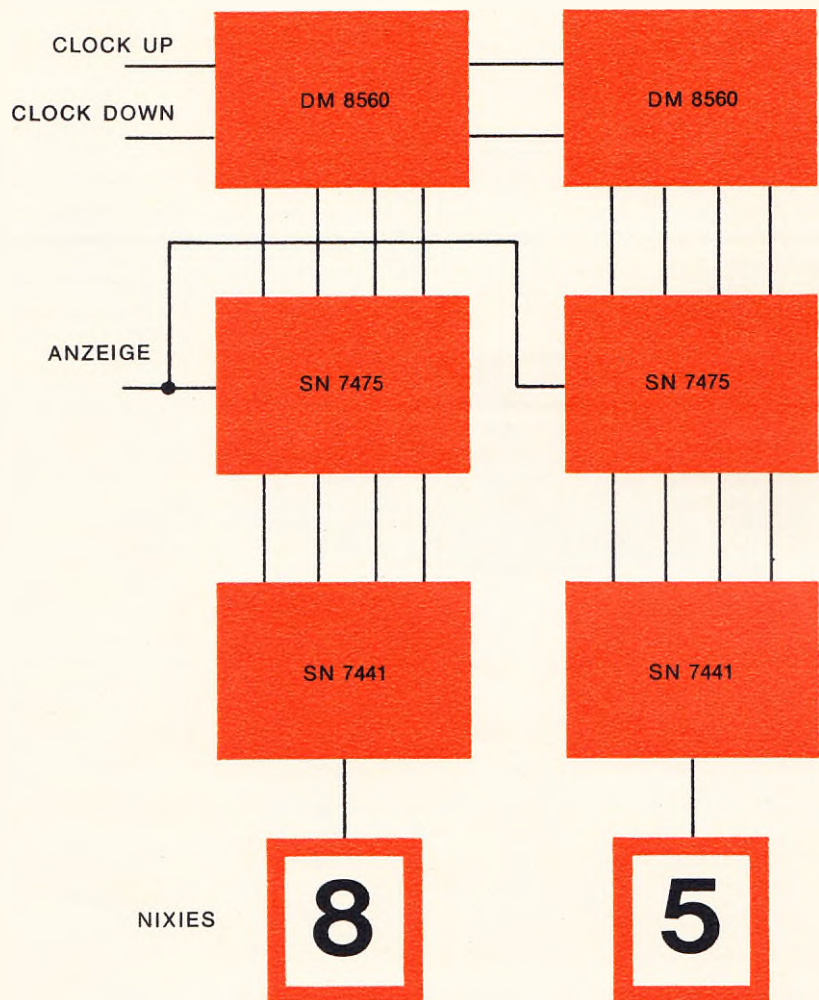 CLOCK UP
CLOCK DOWN
DM 8560
DM 8560
ANZEIGE
SN 7475
SN 7475
SN 7441
SN 7441
NIXIES
8
5